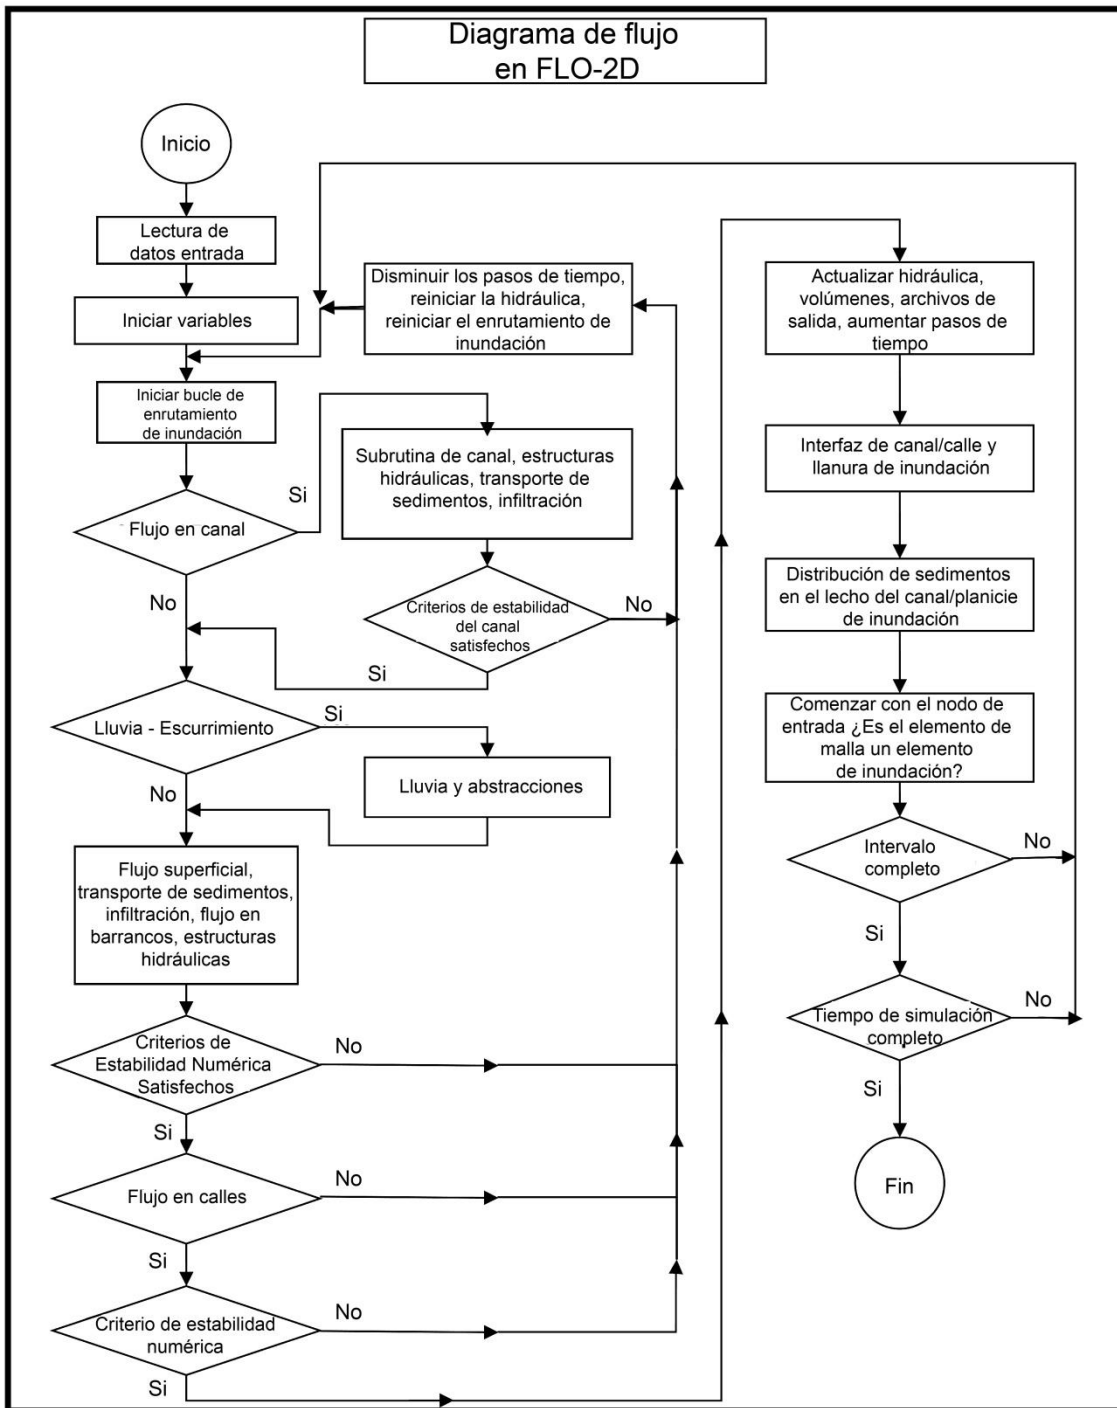 Diagrama de flujo
en FLO-2D
Inicio
Lectura de
datos entrada
Iniciar variables
Disminuir los pasos de tiempo,
reiniciar la hidráulica,
reiniciar el enrutamiento de
inundación
Iniciar bucle de
enrutamiento
de inundación
Si
Subrutina de canal, estructuras
hidráulicas, transporte de
sedimentos, infiltración
Flujo en canal
No
Criterios de estabilidad
del canal
satisfechos
No
Si
Lluvia - Escurrimiento
Si
Lluvia y abstracciones
No
Flujo superficial,
transporte de sedimentos,
infiltración, flujo en
barrancos, estructuras
hidráulicas
Criterios de
Estabilidad Numérica
Satisfechos
No
Si
Flujo en calles
No
Si
Criterio de estabilidad
numérica
No
Si
Actualizar hidráulica,
volúmenes, archivos de
salida, aumentar pasos de
tiempo
Interfaz de canal/calle y
llanura de inundación
Distribución de sedimentos
en el lecho del canal/planicie
de inundación
Comenzar con el nodo de
entrada ¿Es el elemento de
malla un elemento
de inundación?
Intervalo
completo
No
Si
Tiempo de simulación
completo
No
Si
Fin